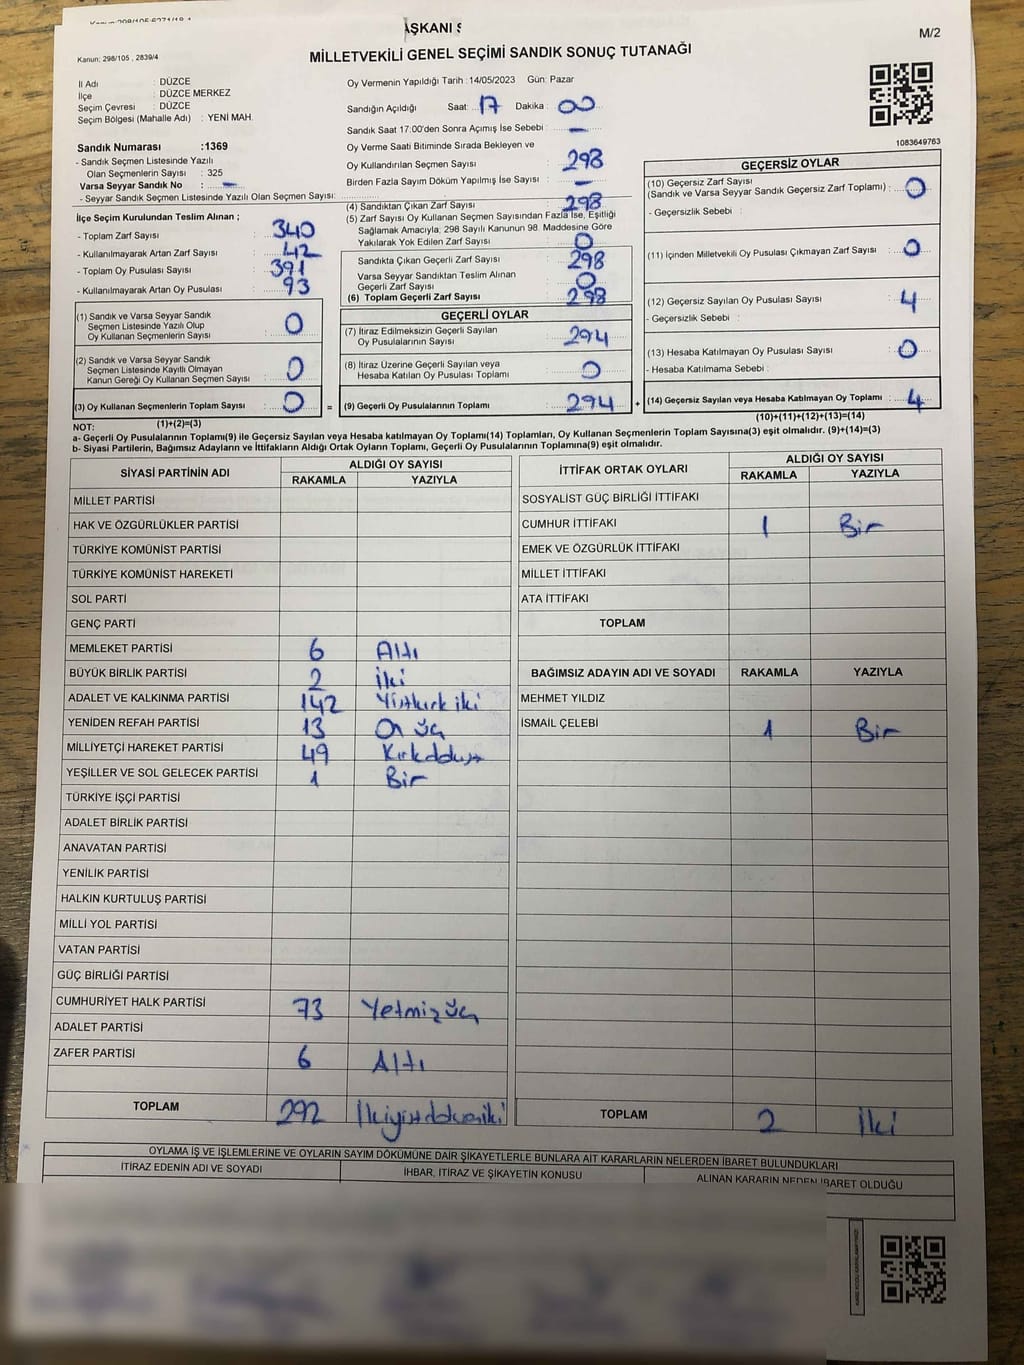 AŞKANI S
M/2
Kanun; 298/105 , 2839/4
MİLLETVEKİLİ GENEL SEÇİMİ SANDIK SONUÇ TUTANAĞI
İl Adı : DÜZCE
İlçe : DÜZCE MERKEZ
Seçim Çevresi : DÜZCE
Seçim Bölgesi (Mahalle Adı) : YENİ MAH.
Sandık Numarası :1369
- Sandık Seçmen Listesinde Yazılı
Olan Seçmenlerin Sayısı : 325
Varsa Seyyar Sandık No : -
- Seyyar Sandık Seçmen Listesinde Yazılı Olan Seçmen Sayısı:
İlçe Seçim Kurulundan Teslim Alınan ;
- Toplam Zarf Sayısı : 340
- Kullanılmayarak Artan Zarf Sayısı : 42
- Toplam Oy Pusulası Sayısı : 391
- Kullanılmayarak Artan Oy Pusulası : 93
(1) Sandık ve Varsa Seyyar Sandık
Seçmen Listesinde Yazılı Olup
Oy Kullanan Seçmenlerin Sayısı : 0
(2) Sandık ve Varsa Seyyar Sandık
Seçmen Listesinde Kayıtlı Olmayan
Kanun Gereği Oy Kullanan Seçmen Sayısı : 0
(3) Oy Kullanan Seçmenlerin Toplam Sayısı : 0 =
(1)+(2)=(3)
Oy Vermenin Yapıldığı Tarih :14/05/2023 Gün: Pazar
Sandığın Açıldığı Saat: 17 Dakika : 00
Sandık Saat 17:00'den Sonra Açımış İse Sebebi : -
Oy Verme Saati Bitiminde Sırada Bekleyen ve
Oy Kullandırılan Seçmen Sayısı : 298
Birden Fazla Sayım Döküm Yapılmış İse Sayısı : -
(4) Sandıktan Çıkan Zarf Sayısı : 298
(5) Zarf Sayısı Oy Kullanan Seçmen Sayısından Fazla İse, Eşitliği
Sağlamak Amacıyla; 298 Sayılı Kanunun 98. Maddesine Göre
Yakılarak Yok Edilen Zarf Sayısı : 0
Sandıkta Çıkan Geçerli Zarf Sayısı : 298
Varsa Seyyar Sandıktan Teslim Alınan
Geçerli Zarf Sayısı : 0
(6) Toplam Geçerli Zarf Sayısı : 298
GEÇERLİ OYLAR
(7) İtiraz Edilmeksizin Geçerli Sayılan
Oy Pusulalarının Sayısı : 294
(8) İtiraz Üzerine Geçerli Sayılan veya
Hesaba Katılan Oy Pusulası Toplamı : 0
(9) Geçerli Oy Pusulalarının Toplamı : 294 +
1083649763
GEÇERSİZ OYLAR
(10) Geçersiz Zarf Sayısı
(Sandık ve Varsa Seyyar Sandık Geçersiz Zarf Toplamı) : 0
- Geçersizlik Sebebi :
(11) İçinden Milletvekili Oy Pusulası Çıkmayan Zarf Sayısı : 0
(12) Geçersiz Sayılan Oy Pusulası Sayısı : 4
- Geçersizlik Sebebi :
(13) Hesaba Katılmayan Oy Pusulası Sayısı : 0
- Hesaba Katılmama Sebebi :
(14) Geçersiz Sayılan veya Hesaba Katılmayan Oy Toplamı : 4
(10)+(11)+(12)+(13)=(14)
NOT:
a- Geçerli Oy Pusulalarının Toplamı(9) ile Geçersiz Sayılan veya Hesaba katılmayan Oy Toplamı(14) Toplamları, Oy Kullanan Seçmenlerin Toplam Sayısına(3) eşit olmalıdır. (9)+(14)=(3)
b- Siyasi Partilerin, Bağımsız Adayların ve İttifakların Aldığı Ortak Oyların Toplamı, Geçerli Oy Pusulalarının Toplamına(9) eşit olmalıdır.
SİYASİ PARTİNİN ADI ALDIĞI OY SAYISI
RAKAMLA YAZIYLA
MİLLET PARTİSİ
HAK VE ÖZGÜRLÜKLER PARTİSİ
TÜRKİYE KOMÜNİST PARTİSİ
TÜRKİYE KOMÜNİST HAREKETİ
SOL PARTİ
GENÇ PARTİ
MEMLEKET PARTİSİ 6 Altı
BÜYÜK BİRLİK PARTİSİ 2 İki
ADALET VE KALKINMA PARTİSİ 142 Yüzkırk iki
YENİDEN REFAH PARTİSİ 13 On üç
MİLLİYETÇİ HAREKET PARTİSİ 49 Kırkdokuz
YEŞİLLER VE SOL GELECEK PARTİSİ 1 Bir
TÜRKİYE İŞÇİ PARTİSİ
ADALET BİRLİK PARTİSİ
ANAVATAN PARTİSİ
YENİLİK PARTİSİ
HALKIN KURTULUŞ PARTİSİ
MİLLİ YOL PARTİSİ
VATAN PARTİSİ
GÜÇ BİRLİĞİ PARTİSİ
CUMHURİYET HALK PARTİSİ 73 Yetmiz üç
ADALET PARTİSİ
ZAFER PARTİSİ 6 Altı
TOPLAM 292 İkiyüzdoksaniki
İTTİFAK ORTAK OYLARI ALDIĞI OY SAYISI
RAKAMLA YAZIYLA
SOSYALİST GÜÇ BİRLİĞİ İTTİFAKI
CUMHUR İTTİFAKI 1 Bir
EMEK VE ÖZGÜRLÜK İTTİFAKI
MİLLET İTTİFAKI
ATA İTTİFAKI
TOPLAM
BAĞIMSIZ ADAYIN ADI VE SOYADI RAKAMLA YAZIYLA
MEHMET YILDIZ
İSMAİL ÇELEBİ 1 Bir
TOPLAM 2 İki
OYLAMA İŞ VE İŞLEMLERİNE VE OYLARIN SAYIM DÖKÜMÜNE DAİR ŞİKAYETLERLE BUNLARA AİT KARARLARIN NELERDEN İBARET BULUNDUKLARI
İTİRAZ EDENİN ADI VE SOYADI İHBAR, İTİRAZ VE ŞİKAYETİN KONUSU ALINAN KARARIN NEDEN İBARET OLDUĞU